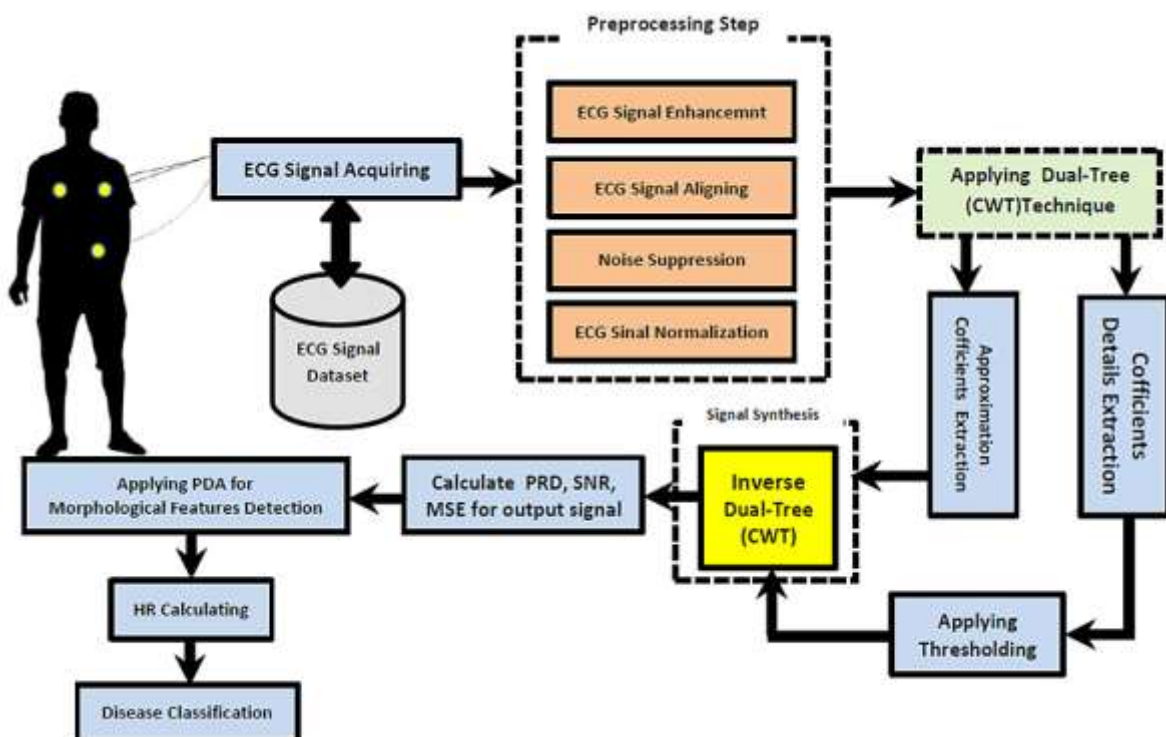 Preprocessing Step
ECG Signal Enhancemnt
ECG Signal Acquiring
ECG Signal Aligning
Applying Dual-Tree
(CWT)Technique
Noise Suppression
ECG Sinal Normalization
ECG Signal
Dataset
Approximation
Cofficients Extraction
Cofficients
Details Extraction
Signal Synthesis
Inverse
Dual-Tree
(CWT)
Calculate PRD, SNR,
MSE for output signal
Applying PDA for
Morphological Features Detection
HR Calculating
Applying
Thresholding
Disease Classification